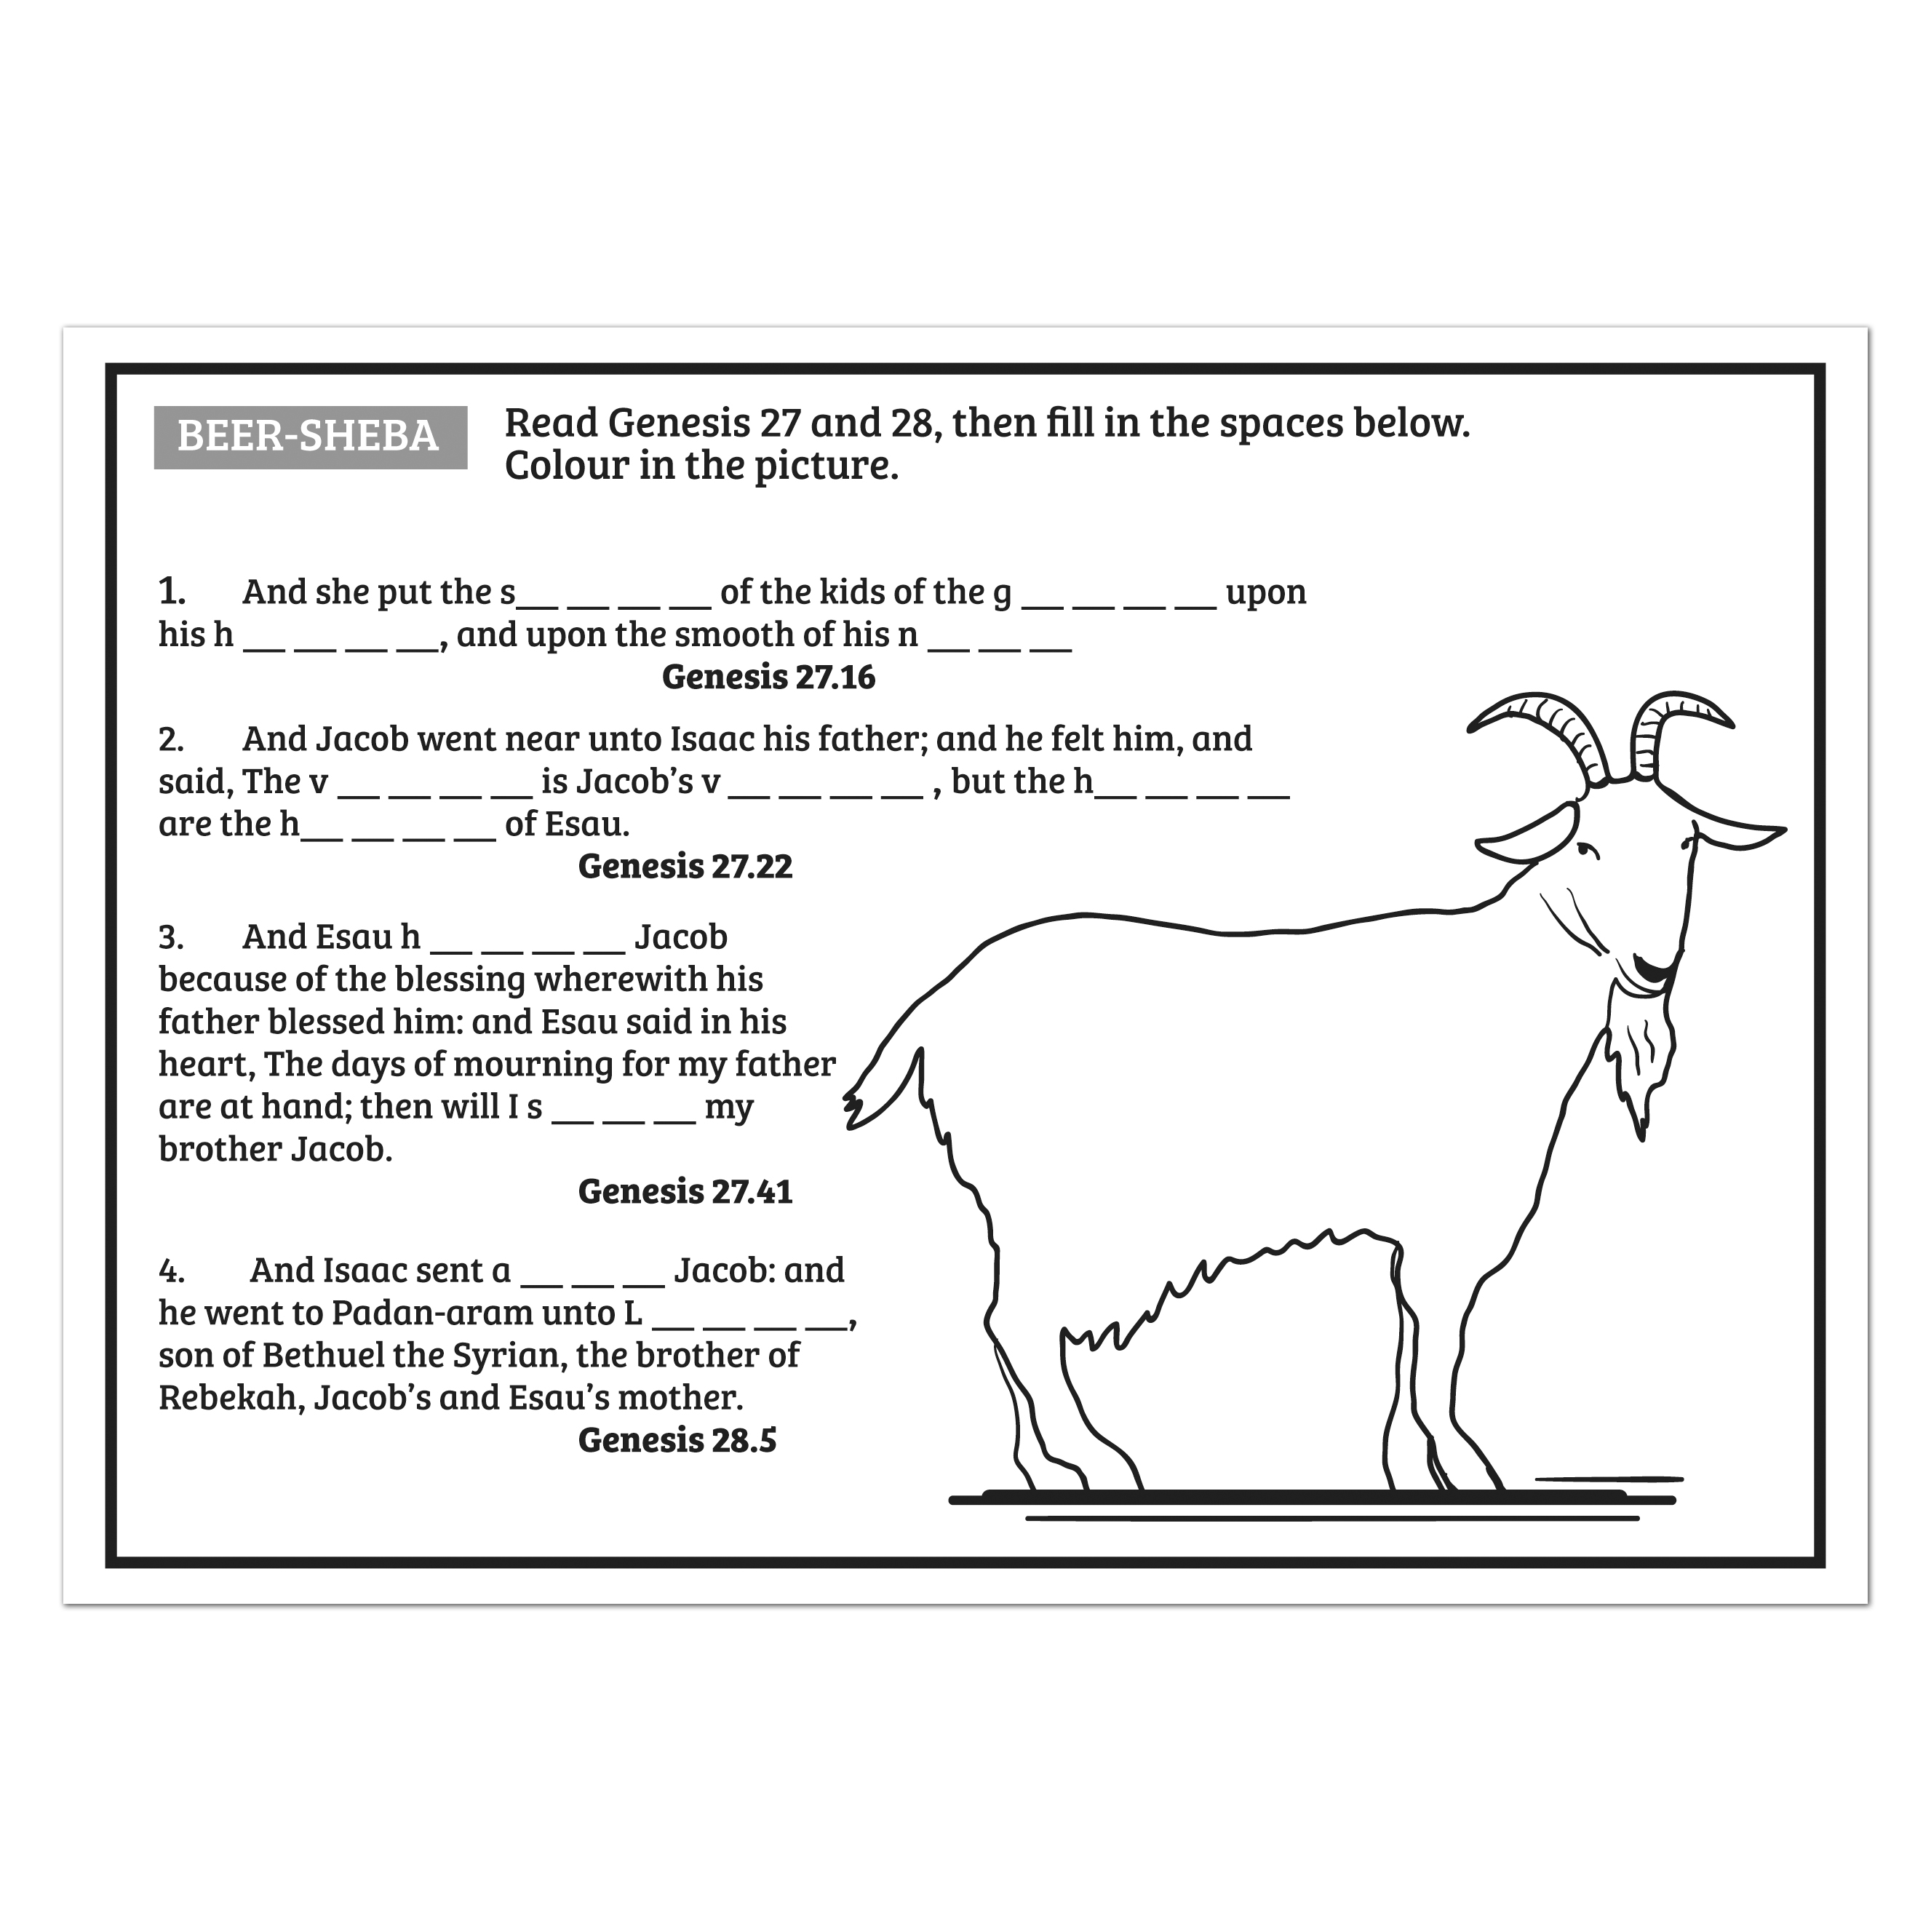 BEER-SHEBA
Read Genesis 27 and 28, then fill in the spaces below.
Colour in the picture.
1. And she put the s__ __ __ __ of the kids of the g __ __ __ __ upon
his h __ __ __ __, and upon the smooth of his n __ __ __
Genesis 27.16
2. And Jacob went near unto Isaac his father; and he felt him, and
said, The v __ __ __ __ is Jacob’s v __ __ __ __ , but the h__ __ __ __
are the h__ __ __ __ of Esau.
Genesis 27.22
3. And Esau h __ __ __ __ Jacob
because of the blessing wherewith his
father blessed him: and Esau said in his
heart, The days of mourning for my father
are at hand; then will I s __ __ __ my
brother Jacob.
Genesis 27.41
4. And Isaac sent a __ __ __ Jacob: and
he went to Padan-aram unto L __ __ __ __,
son of Bethuel the Syrian, the brother of
Rebekah, Jacob’s and Esau’s mother.
Genesis 28.5